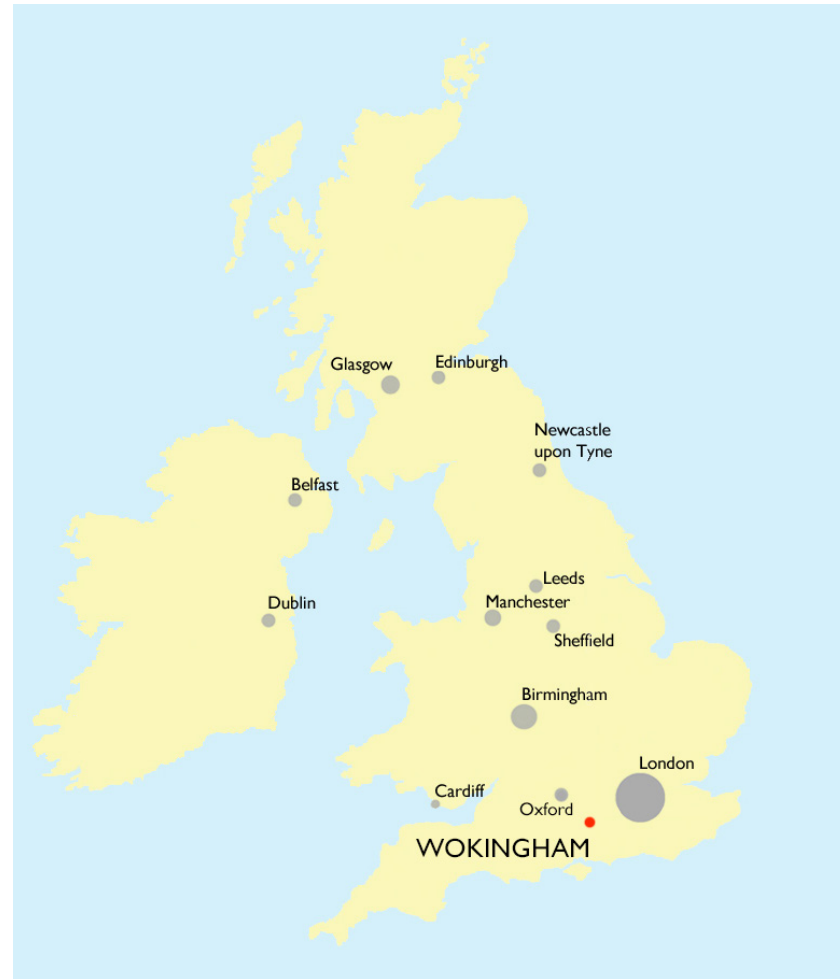 Glasgow
Edinburgh
Newcastle
upon Tyne
Belfast
Leeds
Dublin
Manchester
Sheffield
Birmingham
London
Cardiff
Oxford
WOKINGHAM